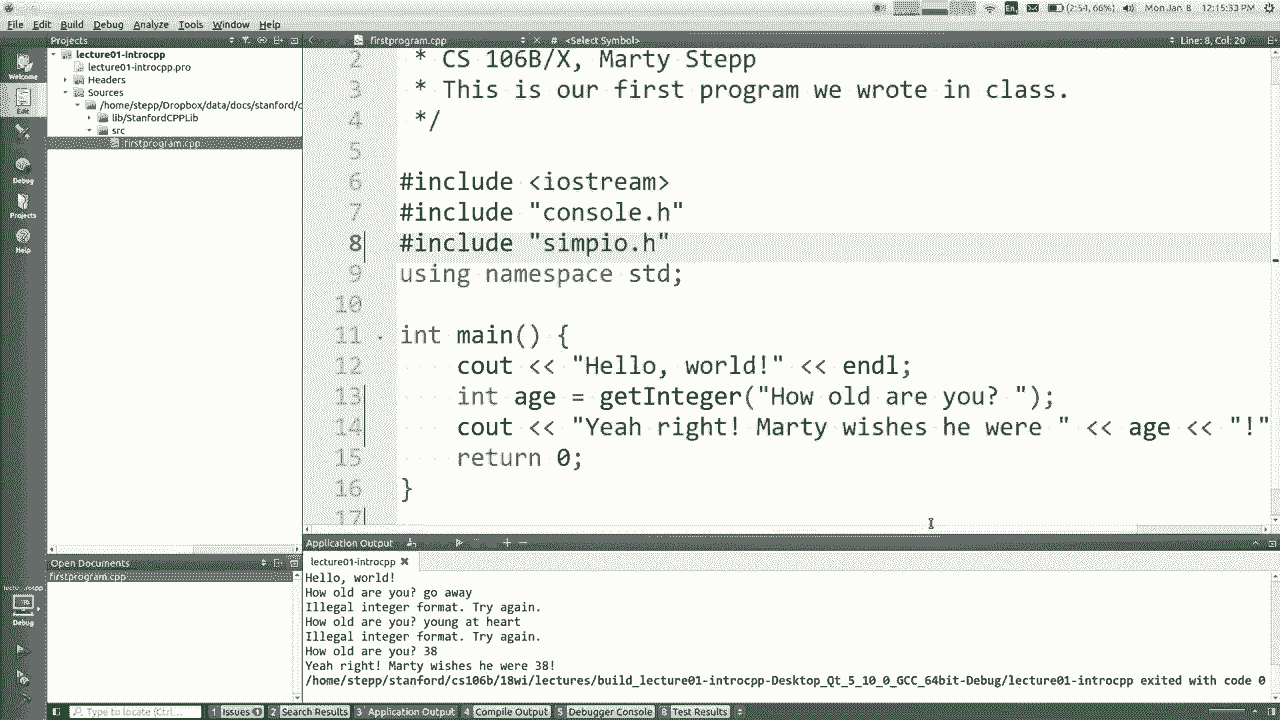 (2:54, 66%) Mon Jan 8 12:15:33 PM
File Edit Build Debug Analyze Tools Window Help
Projects
firstprogram.cpp
# <Select Symbol>
Line: 8, Col: 20
Welcome
Edit
Debug
Projects
Help
lecture01-introcpp
lecture01-introcpp.pro
Headers
Sources
/home/stepp/Dropbox/data/docs/stanford/c
lib/StanfordCPPLib
src
firstprogram.cpp
2 * CS 106B/X, Marty Stepp
3 * This is our first program we wrote in class.
4 */
5
6 #include <iostream>
7 #include "console.h"
8 #include "simpio.h"
9 using namespace std;
10
11 int main() {
12 cout << "Hello, world!" << endl;
13 int age = getInteger("How old are you? ");
14 cout << "Yeah right! Marty wishes he were " << age << "!"
15 return 0;
16 }
17
Open Documents
firstprogram.cpp
Debug
Application Output
lecture01-introcpp
Hello, world!
How old are you? go away
Illegal integer format. Try again.
How old are you? young at heart
Illegal integer format. Try again.
How old are you? 38
Yeah right! Marty wishes he were 38!
/home/stepp/stanford/cs106b/18wi/lectures/build_lecture01-introcpp-Desktop_Qt_5_10_0_GCC_64bit-Debug/lecture01-introcpp exited with code 0
Type to locate (Ctrl...
1 Issues 1
2 Search Results
3 Application Output
4 Compile Output
5 Debugger Console
8 Test Results